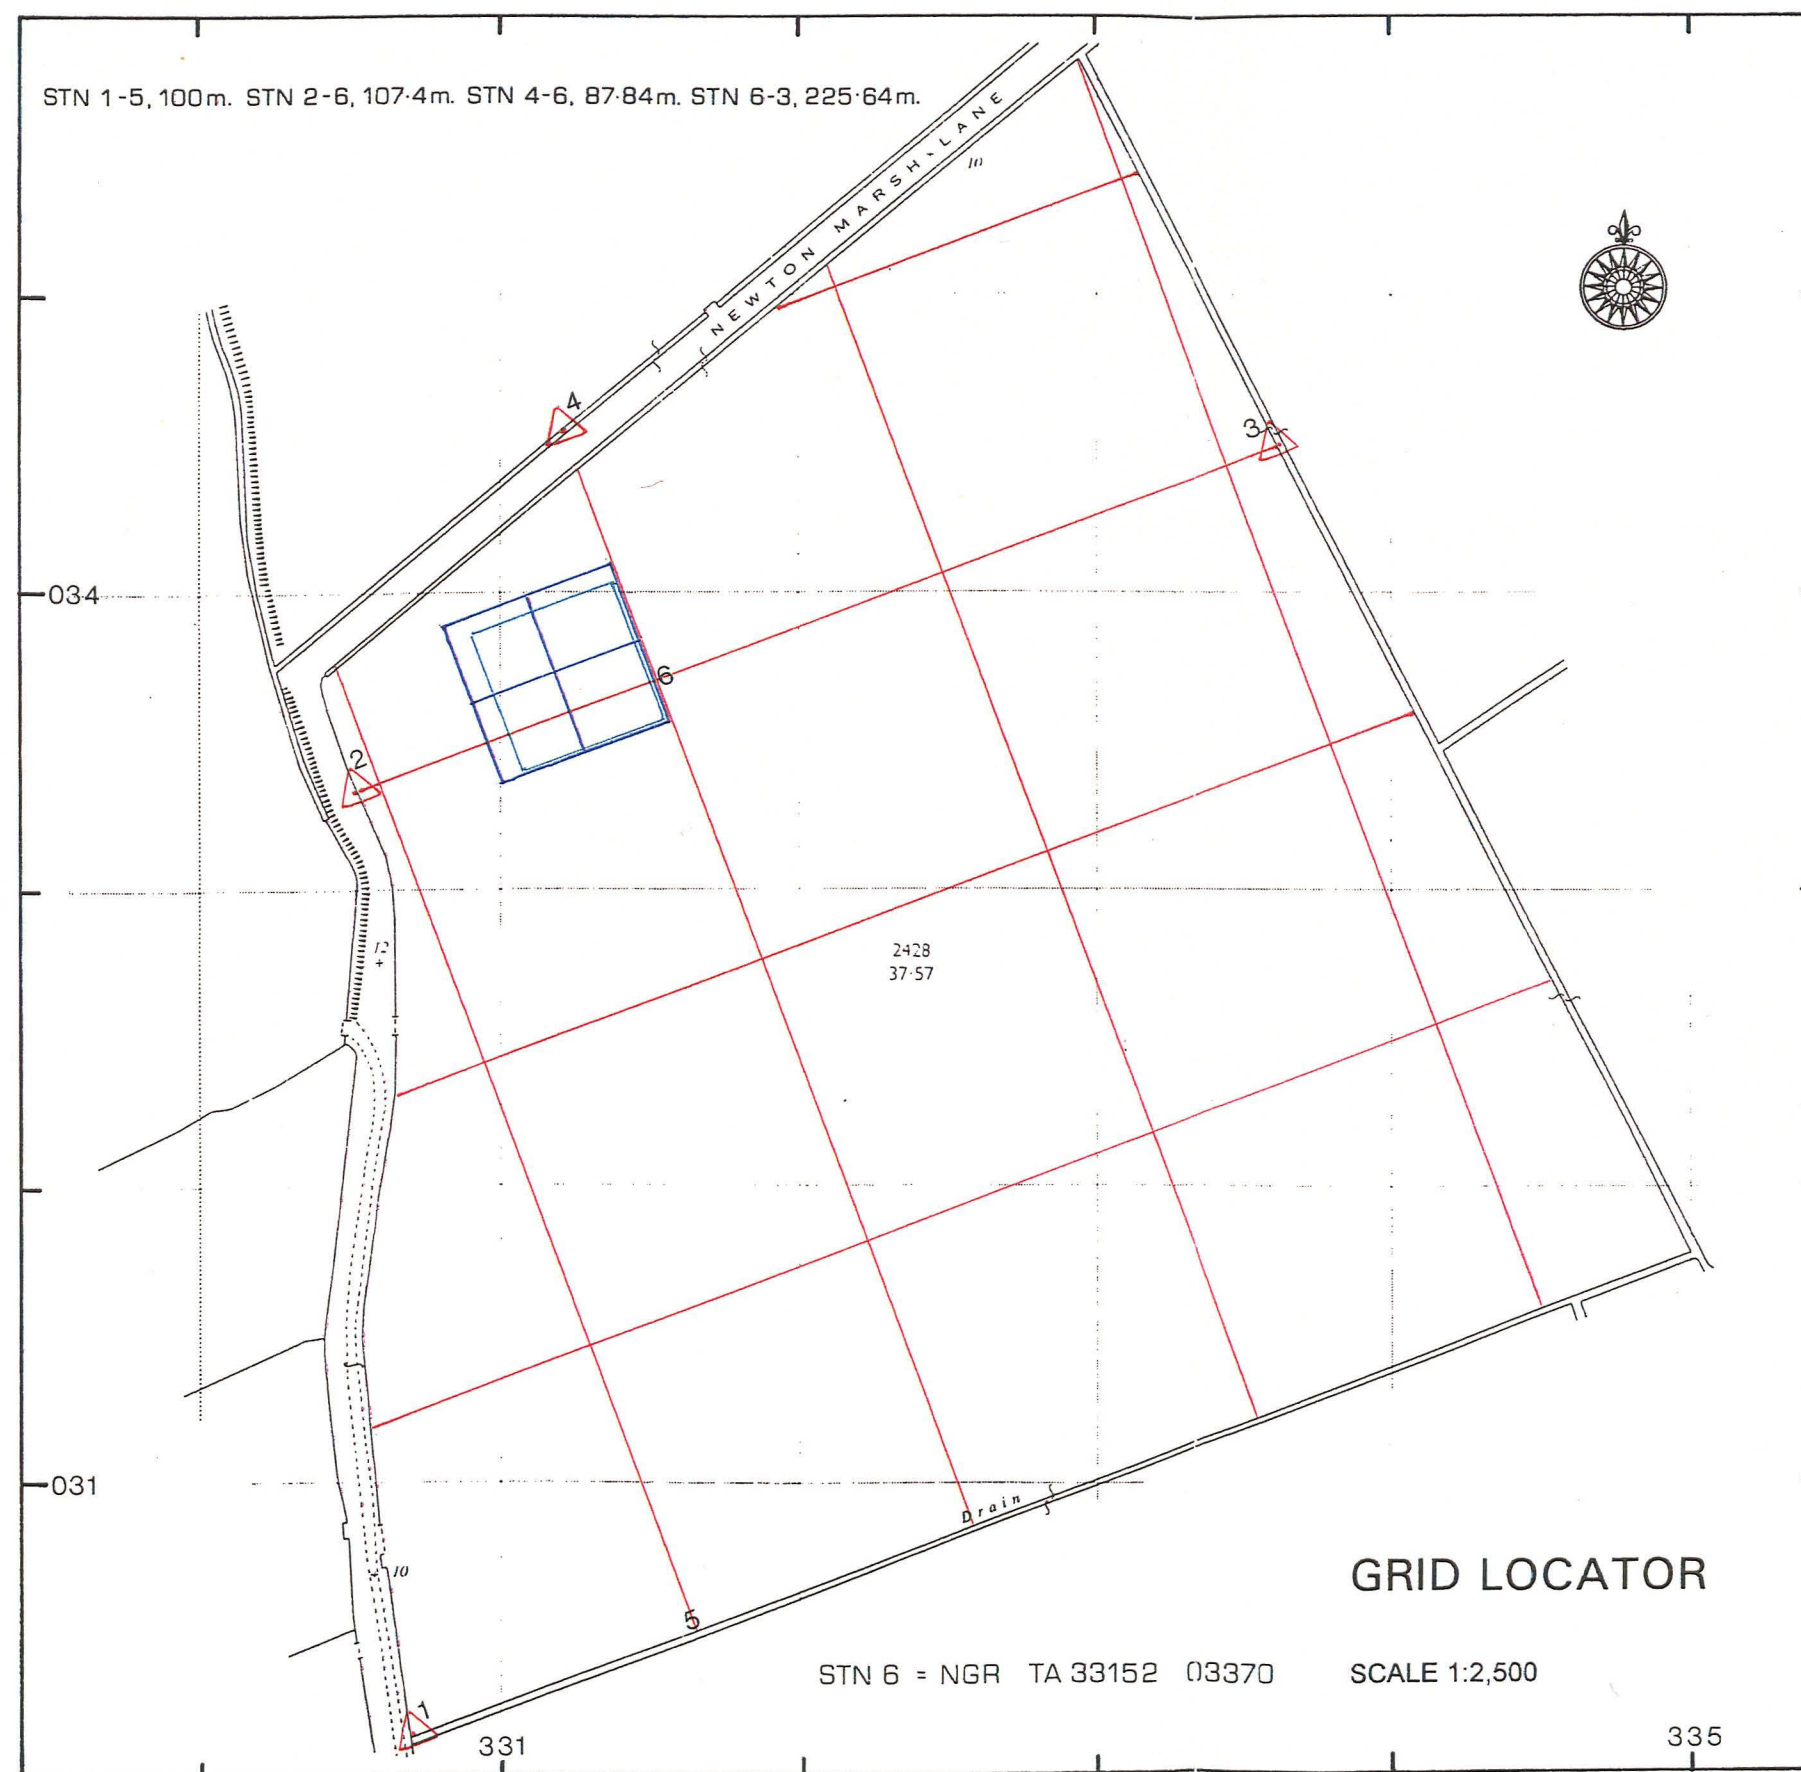 STN 1-5, 100m. STN 2-6, 107·4m. STN 4-6, 87·84m. STN 6-3, 225·64m.
NEWTON MARSH LANE
10
4
3
034
6
2
12
+
2428
37·57
031
Drain
10
GRID LOCATOR
5
STN 6 = NGR TA 33152 03370
SCALE 1:2,500
1
331
335